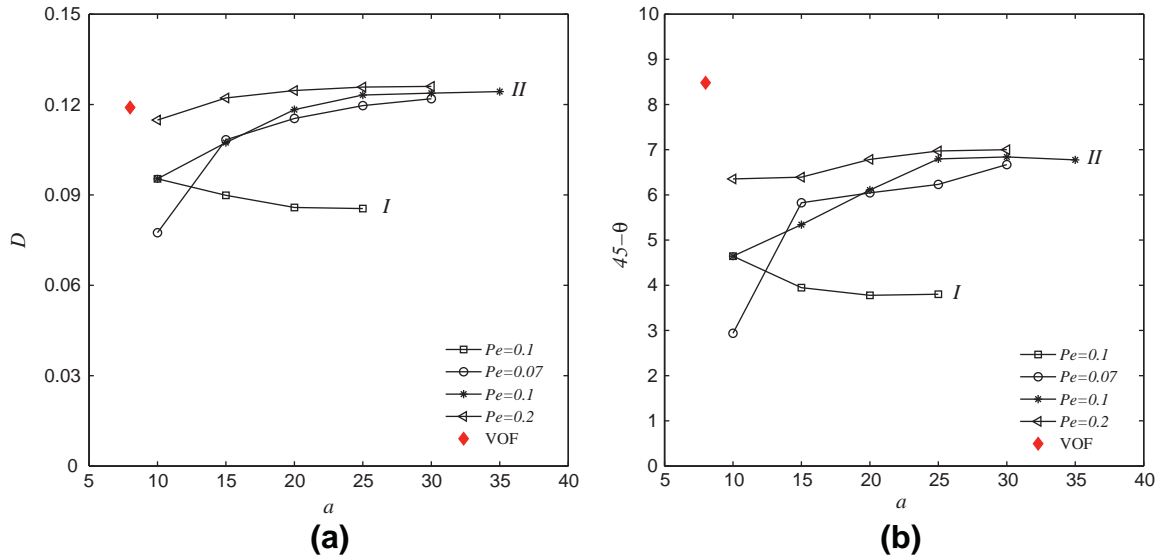 0.15
0.12
0.09
0.06
0.03
0
D
5 10 15 20 25 30 35 40
a
II
I
Pe=0.1
Pe=0.07
Pe=0.1
Pe=0.2
VOF
(a)
10
9
8
7
6
5
4
3
2
1
0
45−θ
5 10 15 20 25 30 35 40
a
II
I
Pe=0.1
Pe=0.07
Pe=0.1
Pe=0.2
VOF
(b)